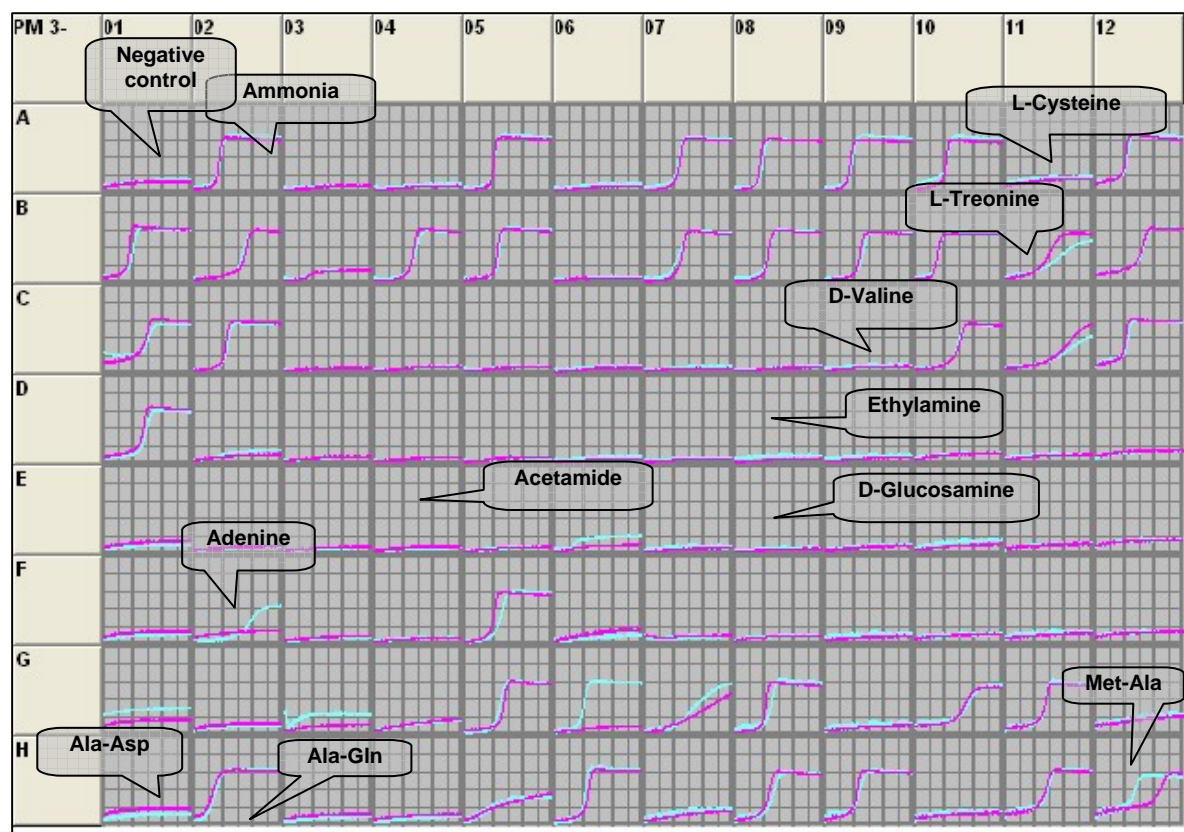 PM 3- 01 02 03 04 05 06 07 08 09 10 11 12
Negative
control
Ammonia
A
L-Cysteine
B
L-Treonine
C
D-Valine
D
Ethylamine
E
Acetamide
D-Glucosamine
Adenine
F
G
Met-Ala
H
Ala-Asp
Ala-Gln